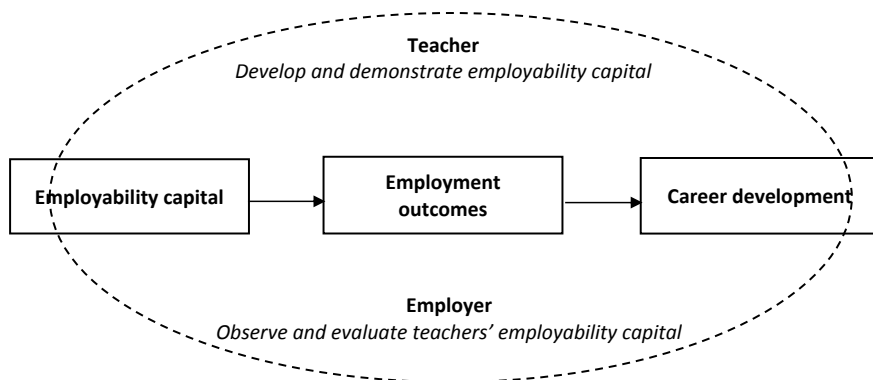 Teacher
Develop and demonstrate employability capital
Employability capital
Employment
outcomes
Career development
Employer
Observe and evaluate teachers’ employability capital